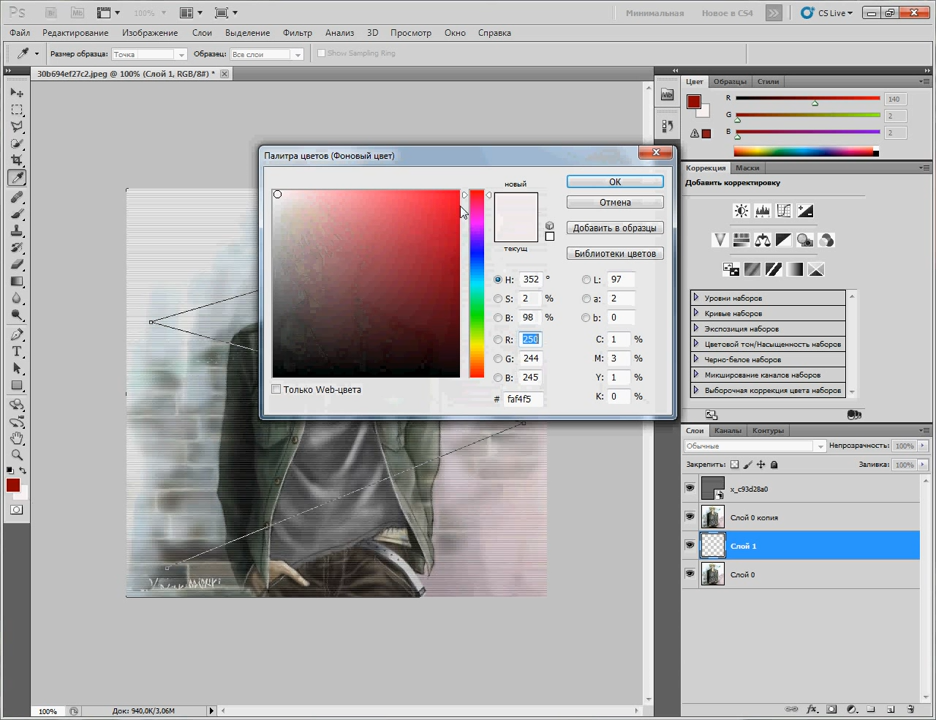 Ps Br Mb 100% Минимальная Новое в CS4 CS Live
Файл Редактирование Изображение Слои Выделение Фильтр Анализ 3D Просмотр Окно Справка
Размер образца: Точка Образец: Все слои Show Sampling Ring
30b694ef27c2.jpeg @ 100% (Слой 1, RGB/8#) *
Цвет Образцы Стили
R 140
G 2
B 2
Палитра цветов (Фоновый цвет)
новый
текущ
OK
Отмена
Добавить в образцы
Библиотеки цветов
H: 352 ° L: 97
S: 2 % a: 2
B: 98 % b: 0
R: 250 C: 1 %
G: 244 M: 3 %
B: 245 Y: 1 %
# faf4f5 K: 0 %
Только Web-цвета
Коррекция Маски
Добавить корректировку
Уровни наборов
Кривые наборов
Экспозиция наборов
Цветовой тон/Насыщенность наборов
Черно-белое наборов
Микширование каналов наборов
Выборочная коррекция цвета наборов
Слои Каналы Контуры
Обычные Непрозрачность: 100%
Закрепить: Заливка: 100%
x_c93d28a0
Слой 0 копия
Слой 1
Слой 0
100% Док: 940,0K/3,06M